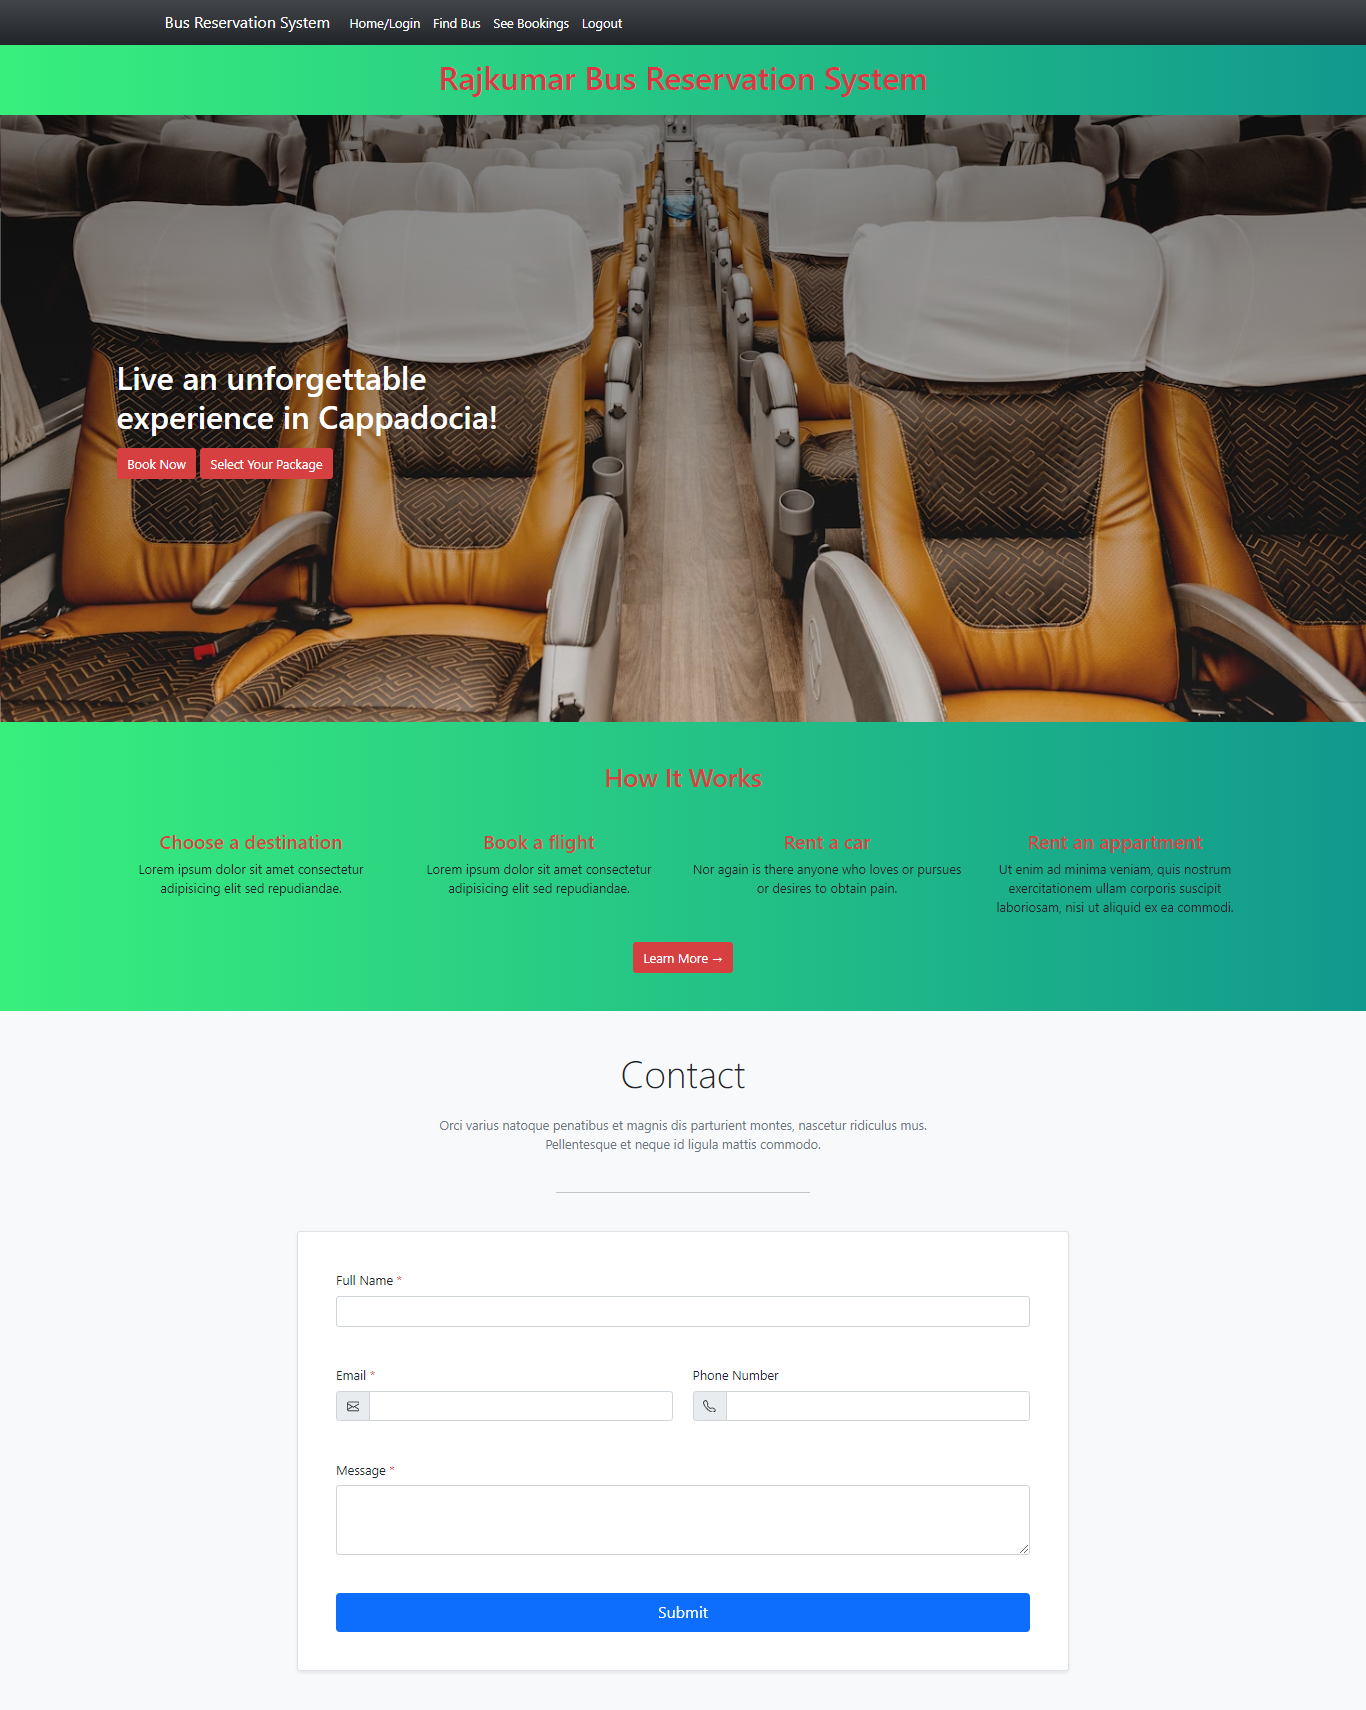 Bus Reservation System Home/Login Find Bus See Bookings Logout
Rajkumar Bus Reservation System
Live an unforgettable
experience in Cappadocia!
Book Now Select Your Package
How It Works
Choose a destination
Lorem ipsum dolor sit amet consectetur
adipisicing elit sed repudiandae.
Book a flight
Lorem ipsum dolor sit amet consectetur
adipisicing elit sed repudiandae.
Rent a car
Nor again is there anyone who loves or pursues
or desires to obtain pain.
Rent an appartment
Ut enim ad minima veniam, quis nostrum
exercitationem ullam corporis suscipit
laboriosam, nisi ut aliquid ex ea commodi.
Learn More →
Contact
Orci varius natoque penatibus et magnis dis parturient montes, nascetur ridiculus mus.
Pellentesque et neque id ligula mattis commodo.
Full Name *
Email *
Phone Number
Message *
Submit